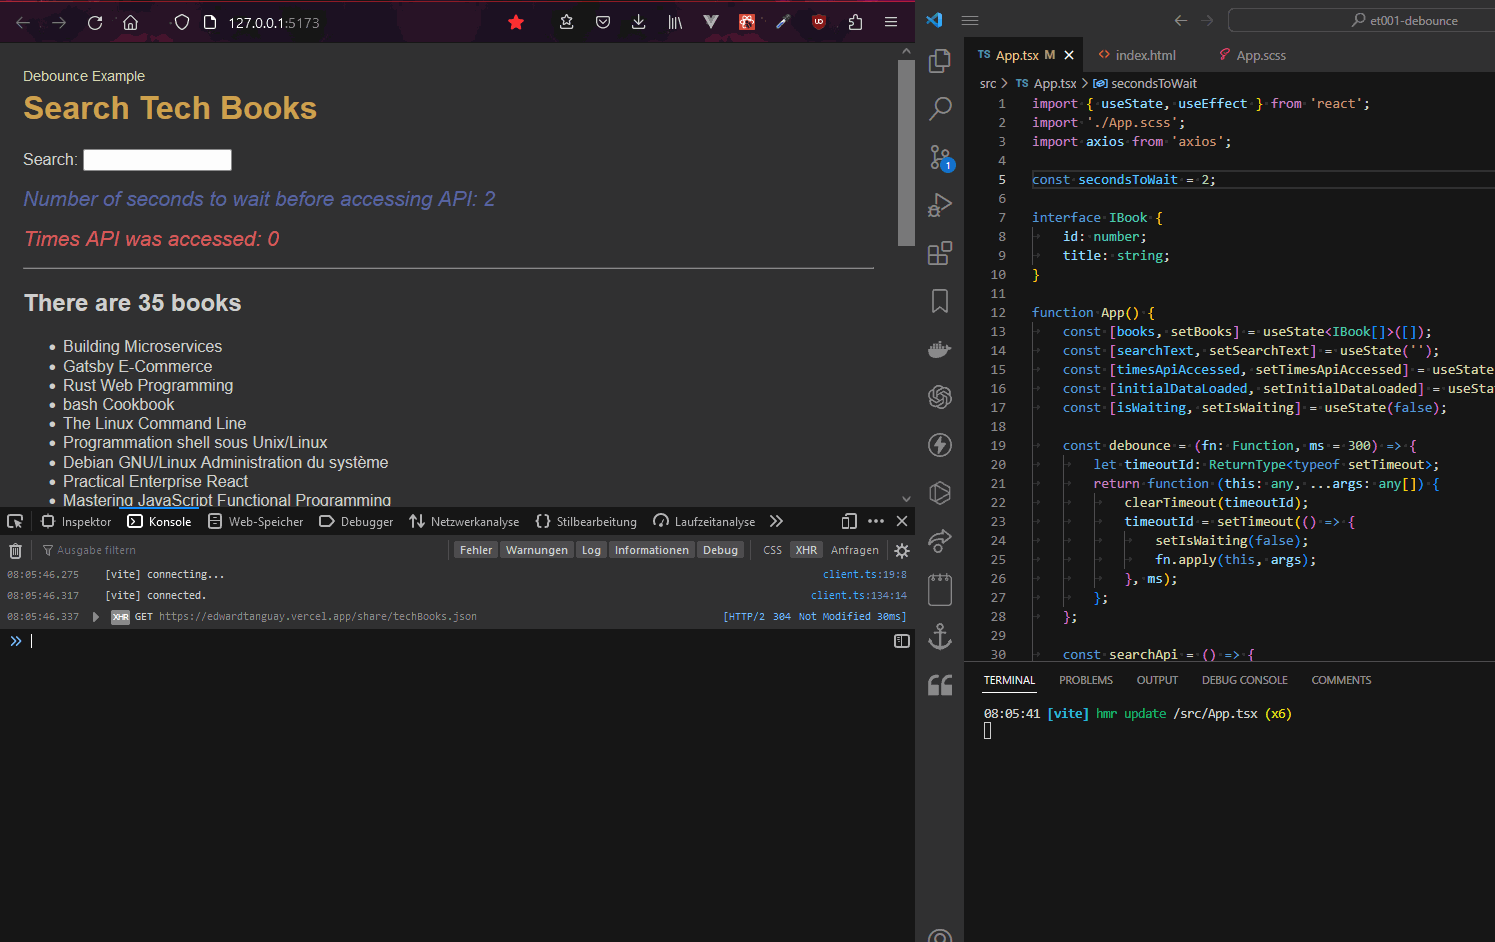 127.0.0.1:5173
Debounce Example
Search Tech Books
Search:
Number of seconds to wait before accessing API: 2
Times API was accessed: 0
There are 35 books
Building Microservices
Gatsby E-Commerce
Rust Web Programming
bash Cookbook
The Linux Command Line
Programmation shell sous Unix/Linux
Debian GNU/Linux Administration du système
Practical Enterprise React
Mastering JavaScript Functional Programming
Inspektor Konsole Web-Speicher Debugger Netzwerkanalyse Stilbearbeitung Laufzeitanalyse
Ausgabe filtern Fehler Warnungen Log Informationen Debug CSS XHR Anfragen
08:05:46.275 [vite] connecting... client.ts:19:8
08:05:46.317 [vite] connected. client.ts:134:14
08:05:46.337 XHR GET https://edwardtanguay.vercel.app/share/techBooks.json [HTTP/2 304 Not Modified 30ms]
et001-debounce
TS App.tsx M index.html App.scss
src > TS App.tsx > secondsToWait
1 import { useState, useEffect } from 'react';
2 import './App.scss';
3 import axios from 'axios';
4
5 const secondsToWait = 2;
6
7 interface IBook {
8 id: number;
9 title: string;
10 }
11
12 function App() {
13 const [books, setBooks] = useState<IBook[]>([]);
14 const [searchText, setSearchText] = useState('');
15 const [timesApiAccessed, setTimesApiAccessed] = useState
16 const [initialDataLoaded, setInitialDataLoaded] = useSta
17 const [isWaiting, setIsWaiting] = useState(false);
18
19 const debounce = (fn: Function, ms = 300) => {
20 let timeoutId: ReturnType<typeof setTimeout>;
21 return function (this: any, ...args: any[]) {
22 clearTimeout(timeoutId);
23 timeoutId = setTimeout(() => {
24 setIsWaiting(false);
25 fn.apply(this, args);
26 }, ms);
27 };
28 };
29
30 const searchApi = () => {
TERMINAL PROBLEMS OUTPUT DEBUG CONSOLE COMMENTS
08:05:41 [vite] hmr update /src/App.tsx (x6)